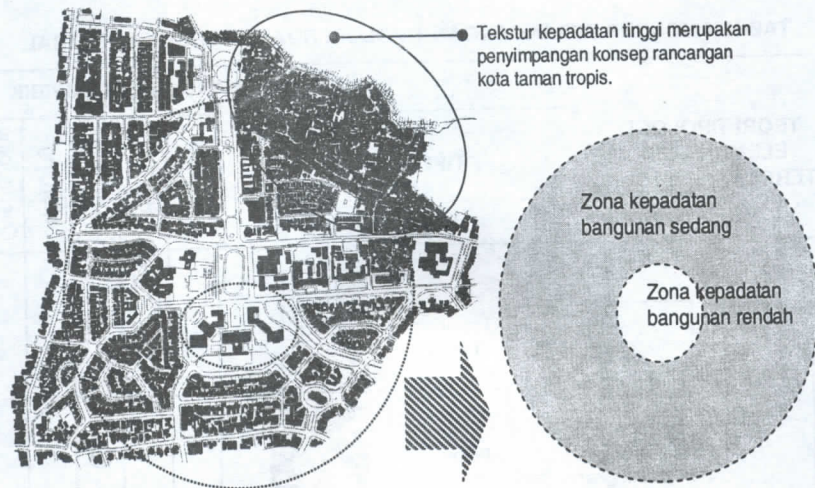 Tekstur kepadatan tinggi merupakan
penyimpangan konsep rancangan
kota taman tropis.
Zona kepadatan
bangunan sedang
Zona kepadatan
bangunan rendah